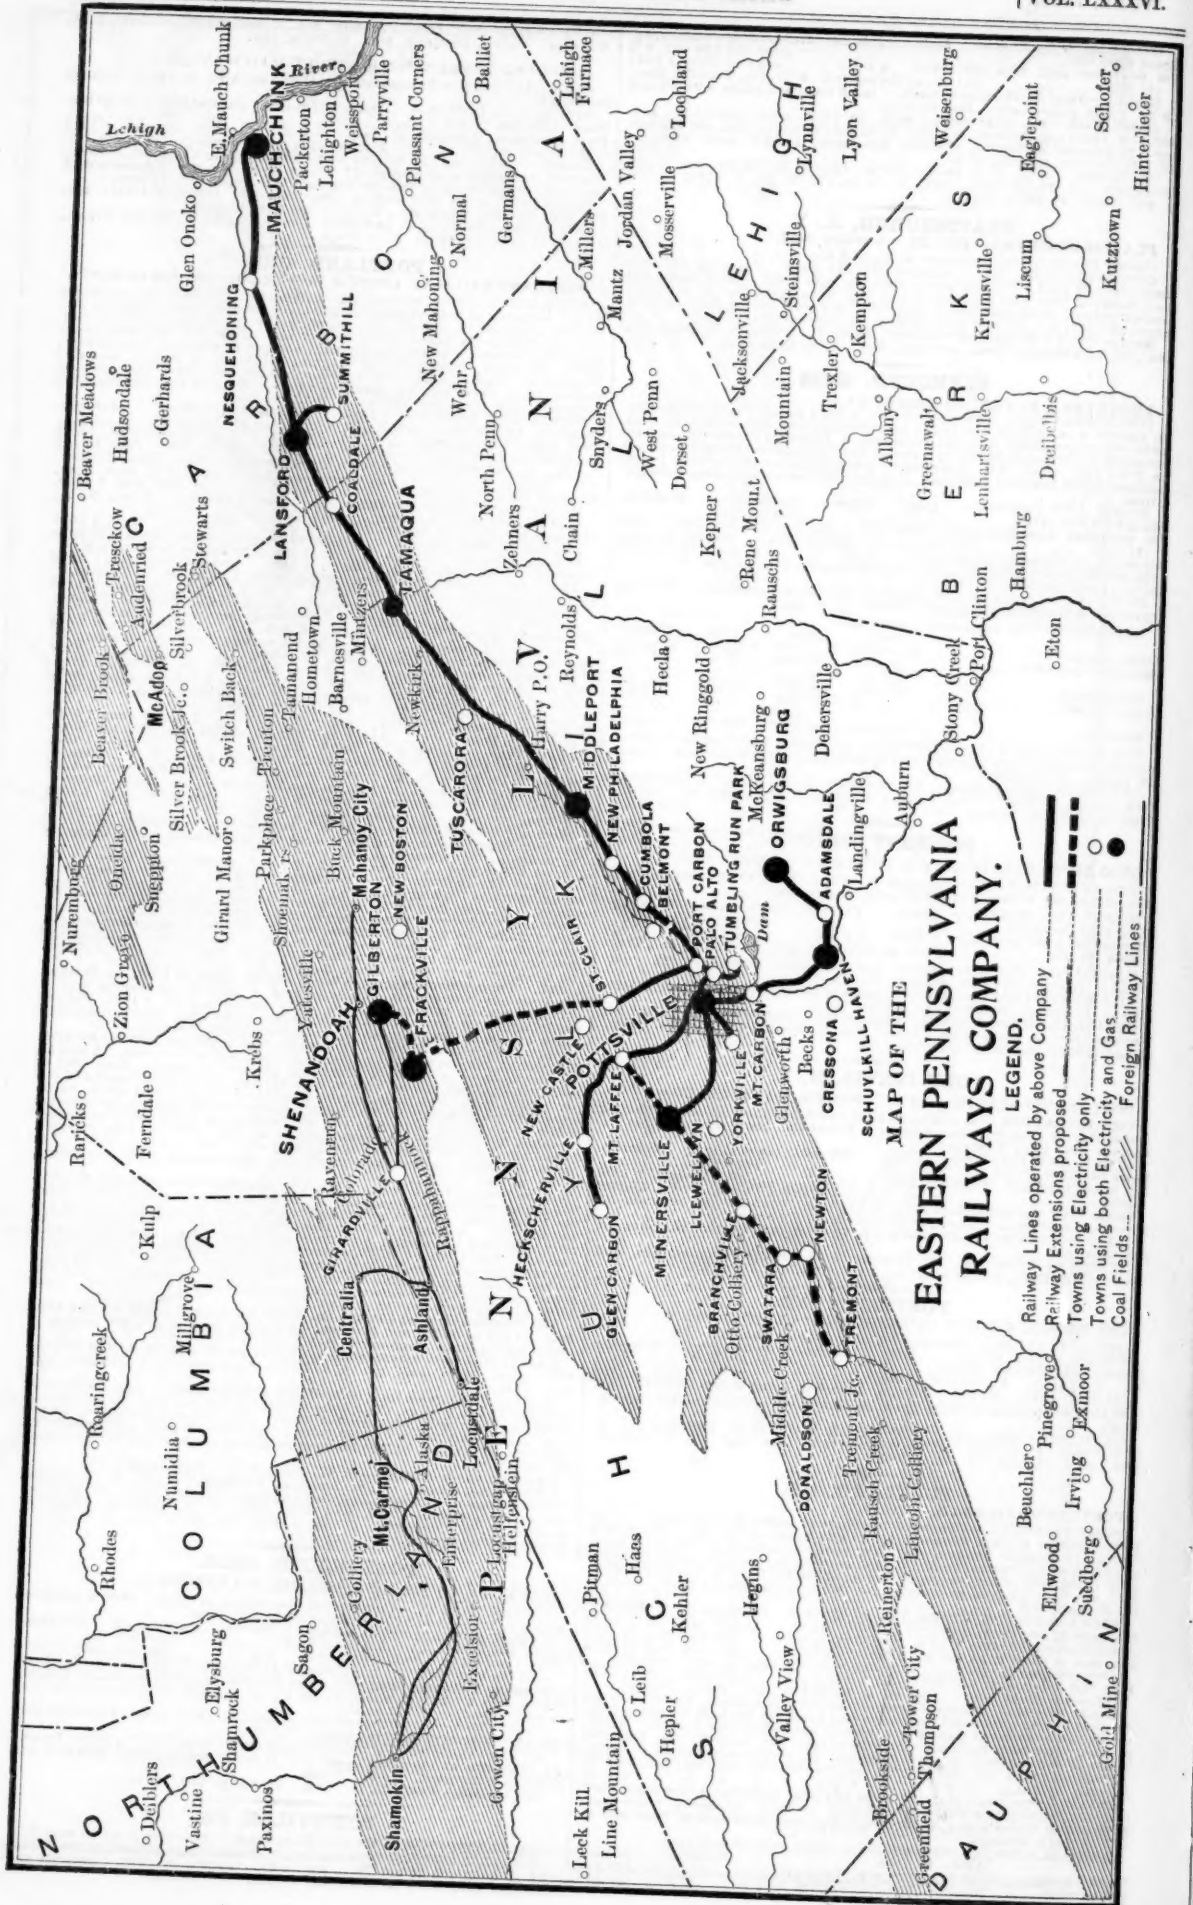 VOL. LXXXVI.
NORTHUMBERLAND
COLUMBIA
CARBON
SCHUYLKILL
LEHIGH
BERKS
DAUPHIN
PENNSYLVANIA
Deiblers
Vastine
Paxinos
Shamrock
Elysburg
Sagon
Shamokin
Gowen City
Excelsior
Colliery
Enterprise
Alaska
Locustgap
Helfenstein
Locustdale
Mt. Carmel
Rhodes
Numidia
Roaringcreek
Millgrove
Kulp
Raricks
Ferndale
Krebs
Centralia
Ashland
GIRARDVILLE
Colorado
Ravenrun
Rappahannock
SHENANDOAH
GILBERTON
FRACKVILLE
Mahanoy City
NEW BOSTON
Yatesville
Shoemakers
Parkplace
Trenton
Buck Mountain
Girard Manor
Nuremburg
Zion Grove
Oneida
Sheppton
Silver Brook Jc.
Switch Back
Beaver Brook
McAdoo
Silverbrook
Audenried
Tresckow
Stewarts
Beaver Meadows
Hudsondale
Gerhards
Tamanend
Hometown
Barnesville
Mintzers
Newkirk
Glen Onoko
Lehigh
River
E. Mauch Chunk
MAUCH CHUNK
Packerton
Lehighton
Weissport
Parryville
NESQUEHONING
SUMMITHILL
LANSFORD
COALDALE
TAMAQUA
TUSCARORA
Harry P.O.
MIDDLEPORT
NEW PHILADELPHIA
CUMBOLA
BELMONT
PORT CARBON
PALO ALTO
TUMBLING RUN PARK
Dam
ST CLAIR
POTTSVILLE
NEW CASTLE
MT. LAFFEE
HECKSCHERVILLE
GLEN CARBON
MINERSVILLE
LLEWELLYN
YORKVILLE
MT. CARBON
Glenworth
Becks
CRESSONA
SCHUYLKILL HAVEN
ADAMSDALE
ORWIGSBURG
Landingville
Auburn
BRANCHVILLE
Otto Colliery
SWATARA
NEWTON
Middle Creek
TREMONT
DONALDSON
Tremont Jc.
Rausch Creek
Lincoln Colliery
Reinerton
Tower City
Thompson
Brookside
Greenfield
Gold Mine
Suedberg
Ellwood
Irving
Exmoor
Beuchler
Pinegrove
Pitman
Haas
Kehler
Leib
Hepler
Hegins
Valley View
Leck Kill
Line Mountain
Pleasant Corners
Balliet
Lehigh Furnace
Normal
Germans
New Mahoning
Wehr
North Penn
Zehners
Chain
Snyders
West Penn
Dorset
Kepner
Rene Mount
Rauschs
Reynolds
Hecla
New Ringgold
McKeansburg
Dehersville
Stony Creek
Port Clinton
Hamburg
Eton
Millers
Mantz
Jordan Valley
Mosserville
Lochland
Lynnville
Lyon Valley
Jacksonville
Steinsville
Mountain
Trexler
Kempton
Albany
Greenawalt
Lenhartsville
Dreibelbis
Krumsville
Liscum
Kutztown
Weisenburg
Eaglepoint
Schofer
Hinterlieter
MAP OF THE
EASTERN PENNSYLVANIA
RAILWAYS COMPANY.
LEGEND.
Railway Lines operated by above Company
Railway Extensions proposed
Towns using Electricity only
Towns using both Electricity and Gas
Coal Fields
Foreign Railway Lines